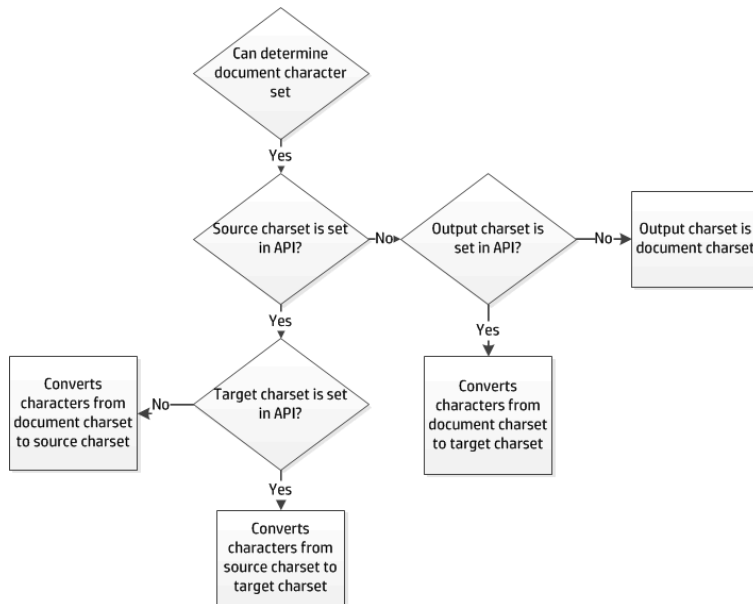 Can determine
document character
set
Yes
Source charset is set
in API?
No
Output charset is
set in API?
No
Output charset is
document charset
Yes
Yes
Converts
characters from
document charset
to source charset
No
Target charset is set
in API?
Converts
characters from
document charset
to target charset
Yes
Converts
characters from
source charset to
target charset